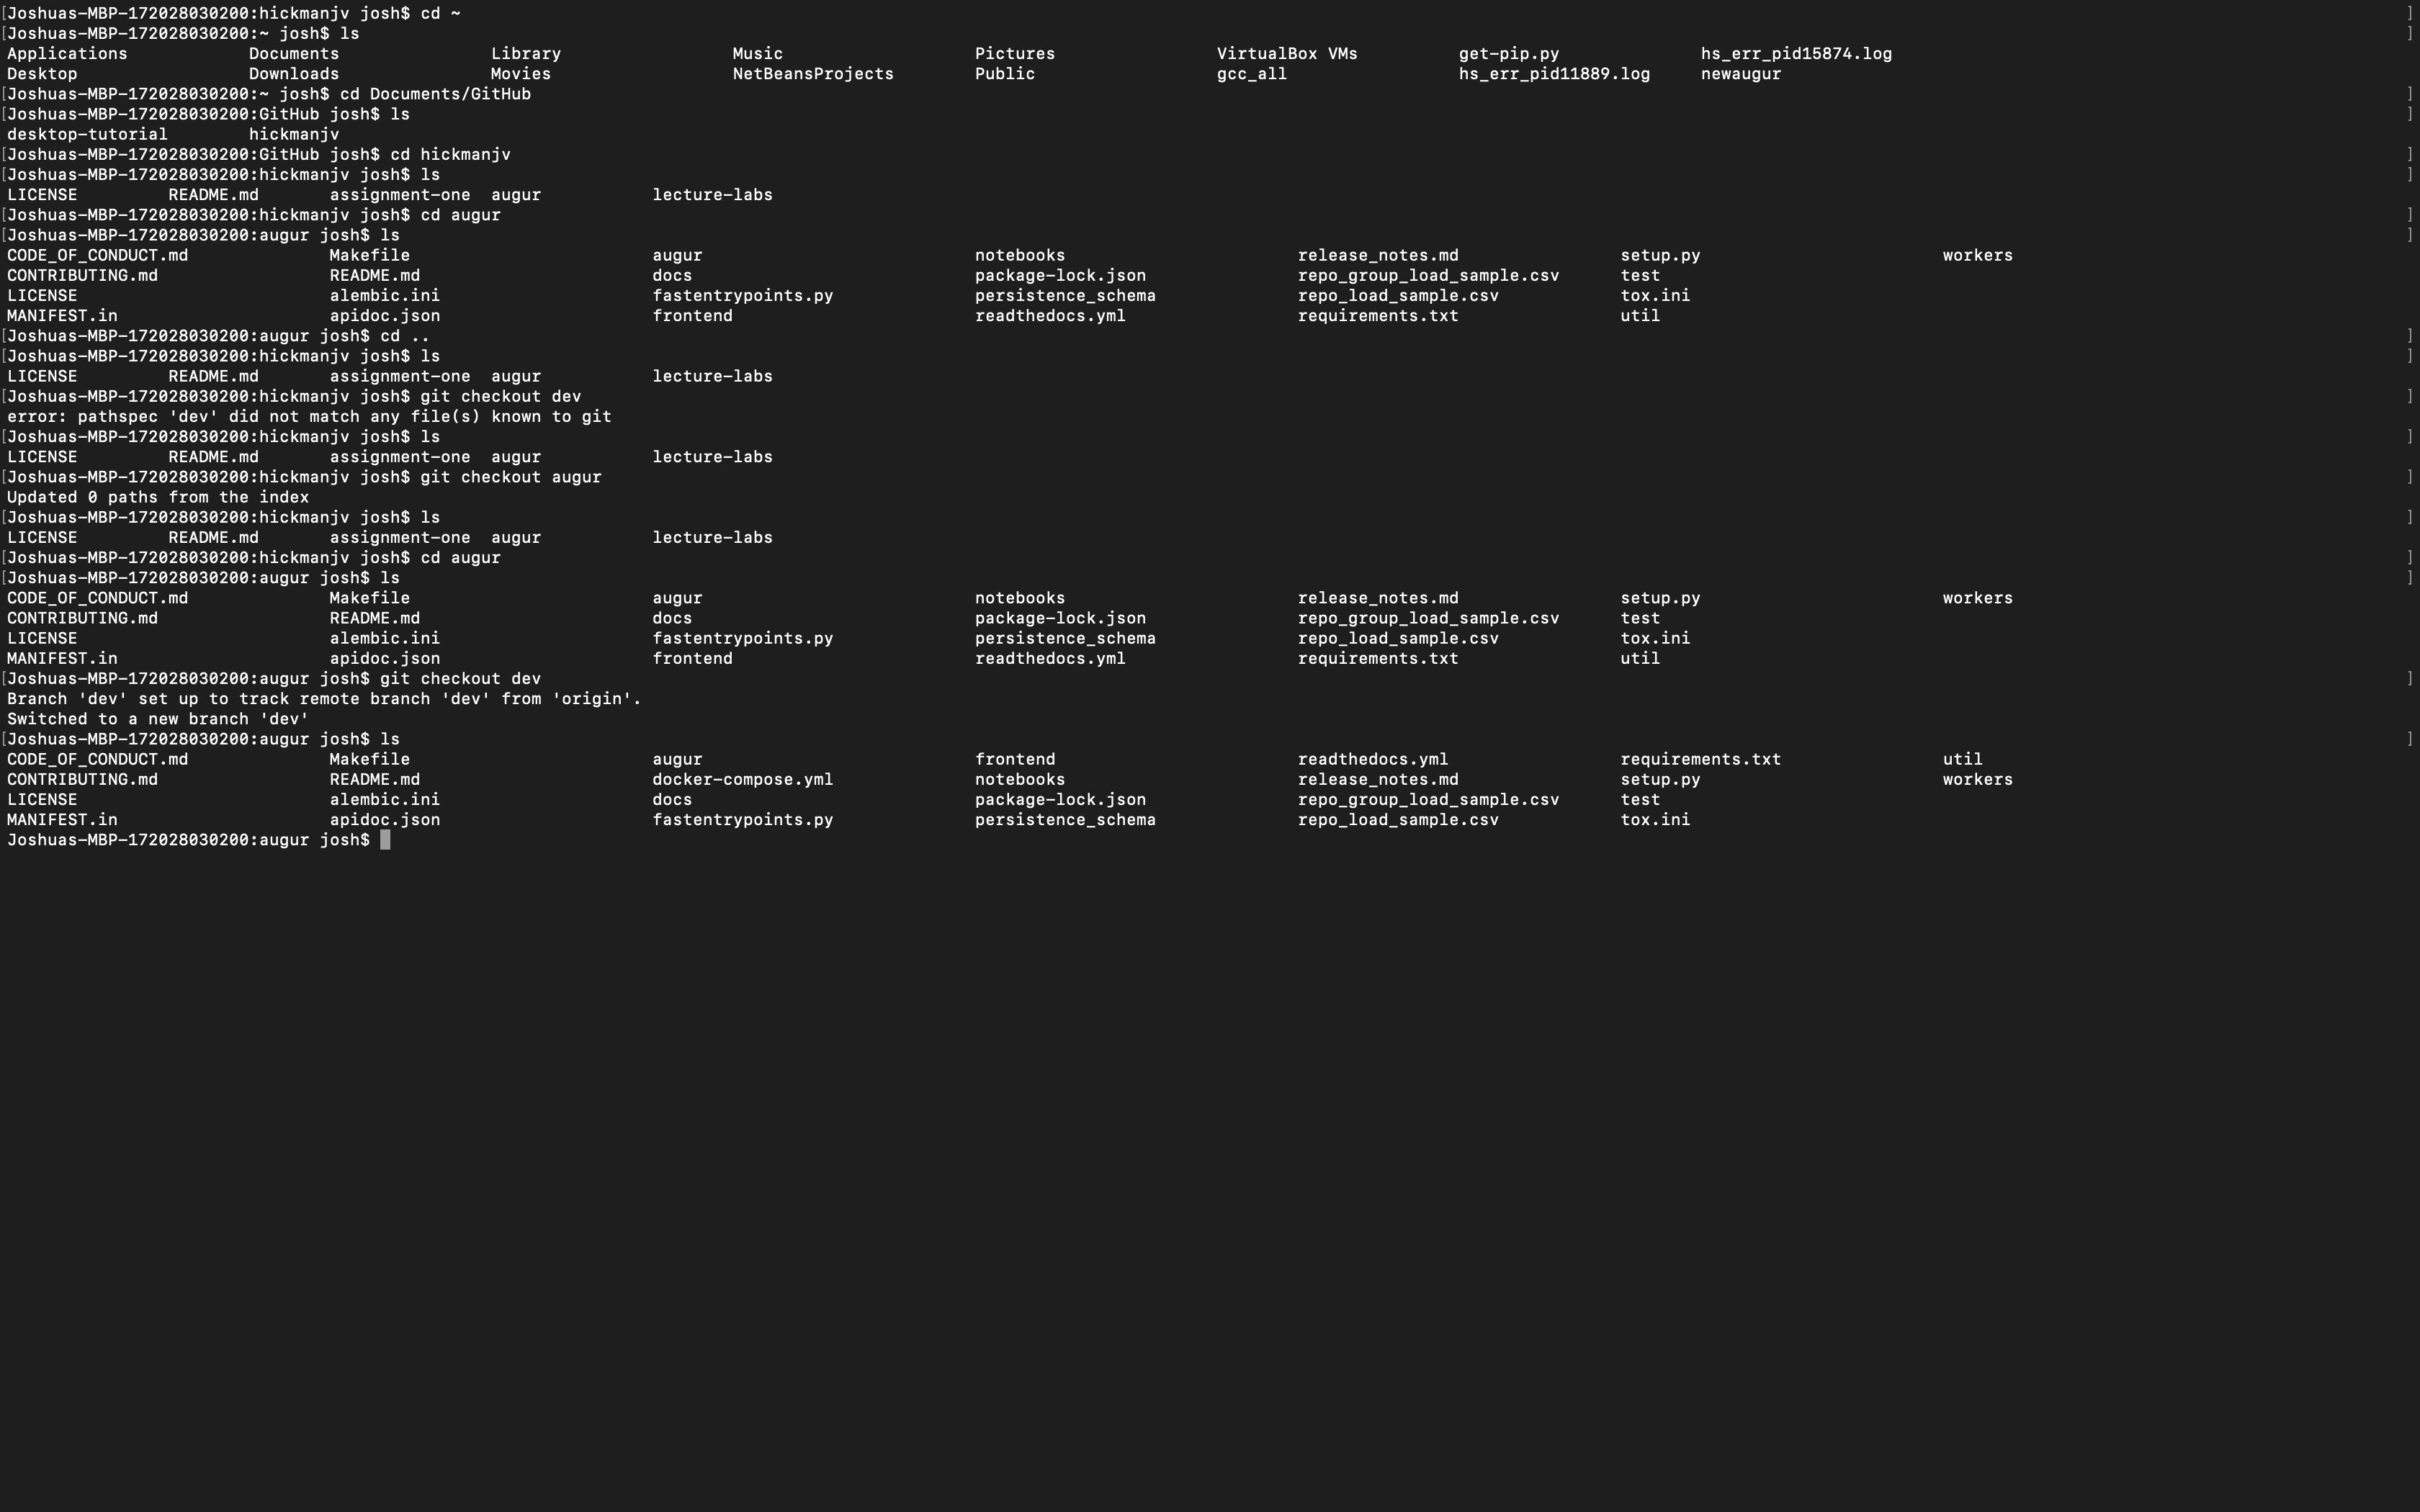 [Joshuas-MBP-172028030200:hickmanjv josh$ cd ~ ]
[Joshuas-MBP-172028030200:~ josh$ ls ]
Applications Documents Library Music Pictures VirtualBox VMs get-pip.py hs_err_pid15874.log
Desktop Downloads Movies NetBeansProjects Public gcc_all hs_err_pid11889.log newaugur
[Joshuas-MBP-172028030200:~ josh$ cd Documents/GitHub ]
[Joshuas-MBP-172028030200:GitHub josh$ ls ]
desktop-tutorial hickmanjv
[Joshuas-MBP-172028030200:GitHub josh$ cd hickmanjv ]
[Joshuas-MBP-172028030200:hickmanjv josh$ ls ]
LICENSE README.md assignment-one augur lecture-labs
[Joshuas-MBP-172028030200:hickmanjv josh$ cd augur ]
[Joshuas-MBP-172028030200:augur josh$ ls ]
CODE_OF_CONDUCT.md Makefile augur notebooks release_notes.md setup.py workers
CONTRIBUTING.md README.md docs package-lock.json repo_group_load_sample.csv test
LICENSE alembic.ini fastentrypoints.py persistence_schema repo_load_sample.csv tox.ini
MANIFEST.in apidoc.json frontend readthedocs.yml requirements.txt util
[Joshuas-MBP-172028030200:augur josh$ cd .. ]
[Joshuas-MBP-172028030200:hickmanjv josh$ ls ]
LICENSE README.md assignment-one augur lecture-labs
[Joshuas-MBP-172028030200:hickmanjv josh$ git checkout dev ]
error: pathspec 'dev' did not match any file(s) known to git
[Joshuas-MBP-172028030200:hickmanjv josh$ ls ]
LICENSE README.md assignment-one augur lecture-labs
[Joshuas-MBP-172028030200:hickmanjv josh$ git checkout augur ]
Updated 0 paths from the index
[Joshuas-MBP-172028030200:hickmanjv josh$ ls ]
LICENSE README.md assignment-one augur lecture-labs
[Joshuas-MBP-172028030200:hickmanjv josh$ cd augur ]
[Joshuas-MBP-172028030200:augur josh$ ls ]
CODE_OF_CONDUCT.md Makefile augur notebooks release_notes.md setup.py workers
CONTRIBUTING.md README.md docs package-lock.json repo_group_load_sample.csv test
LICENSE alembic.ini fastentrypoints.py persistence_schema repo_load_sample.csv tox.ini
MANIFEST.in apidoc.json frontend readthedocs.yml requirements.txt util
[Joshuas-MBP-172028030200:augur josh$ git checkout dev ]
Branch 'dev' set up to track remote branch 'dev' from 'origin'.
Switched to a new branch 'dev'
[Joshuas-MBP-172028030200:augur josh$ ls ]
CODE_OF_CONDUCT.md Makefile augur frontend readthedocs.yml requirements.txt util
CONTRIBUTING.md README.md docker-compose.yml notebooks release_notes.md setup.py workers
LICENSE alembic.ini docs package-lock.json repo_group_load_sample.csv test
MANIFEST.in apidoc.json fastentrypoints.py persistence_schema repo_load_sample.csv tox.ini
Joshuas-MBP-172028030200:augur josh$